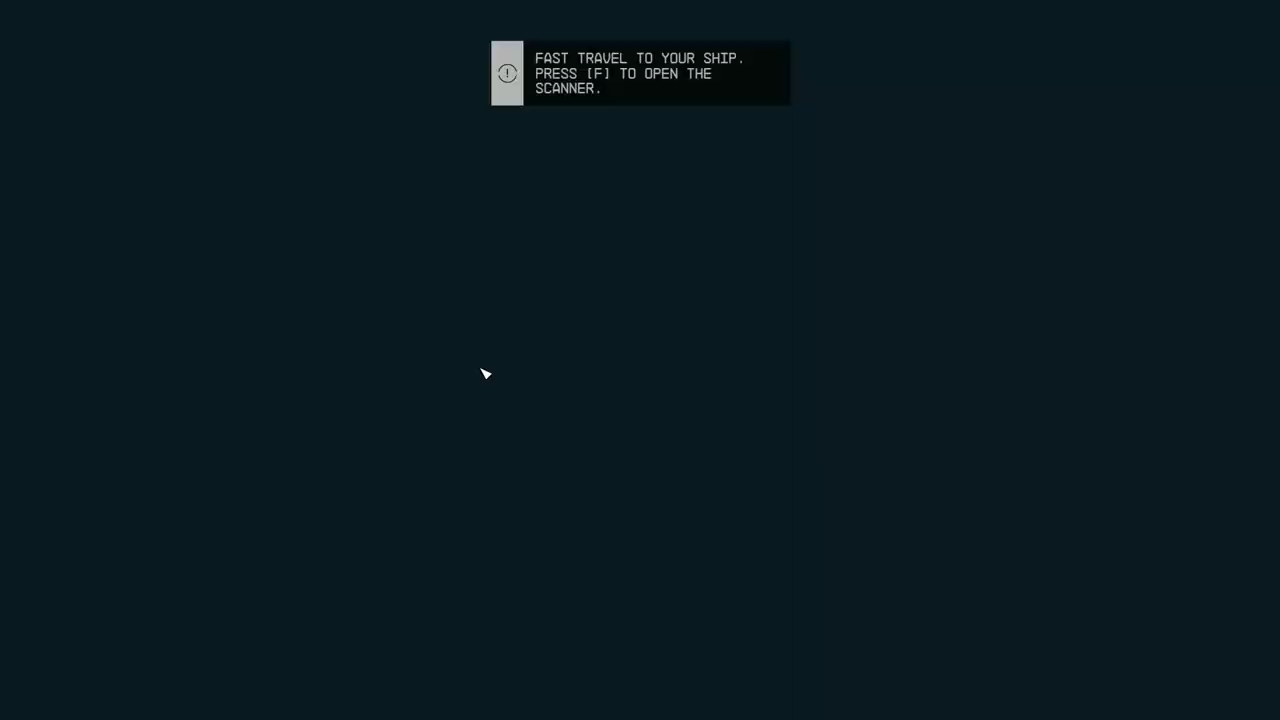 FAST TRAVEL TO YOUR SHIP.
PRESS [F] TO OPEN THE
SCANNER.